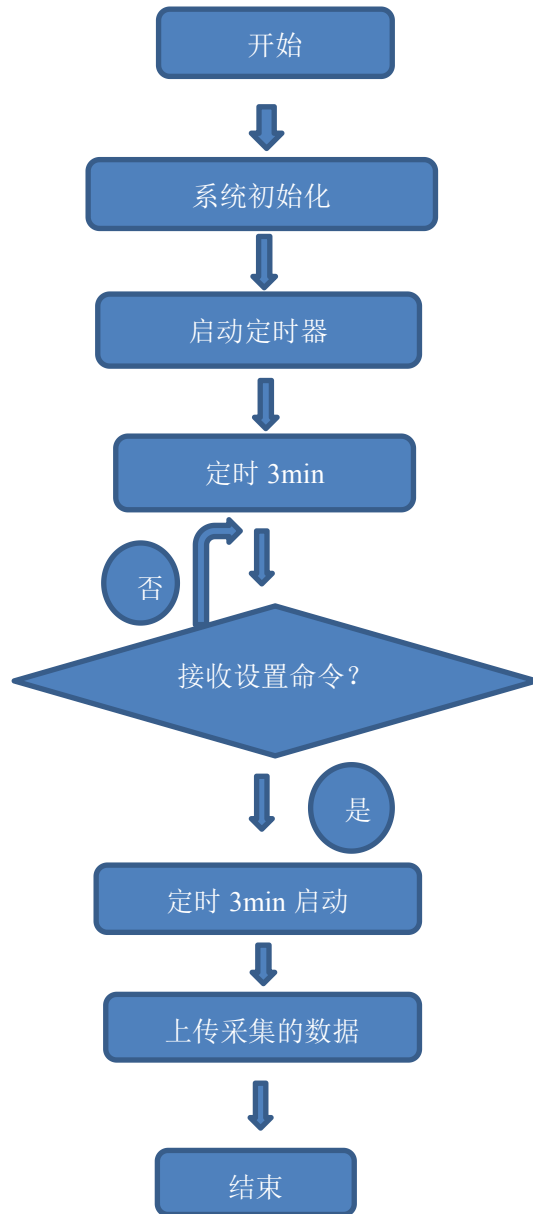 开始
系统初始化
启动定时器
定时 3min
否
接收设置命令？
是
定时 3min 启动
上传采集的数据
结束